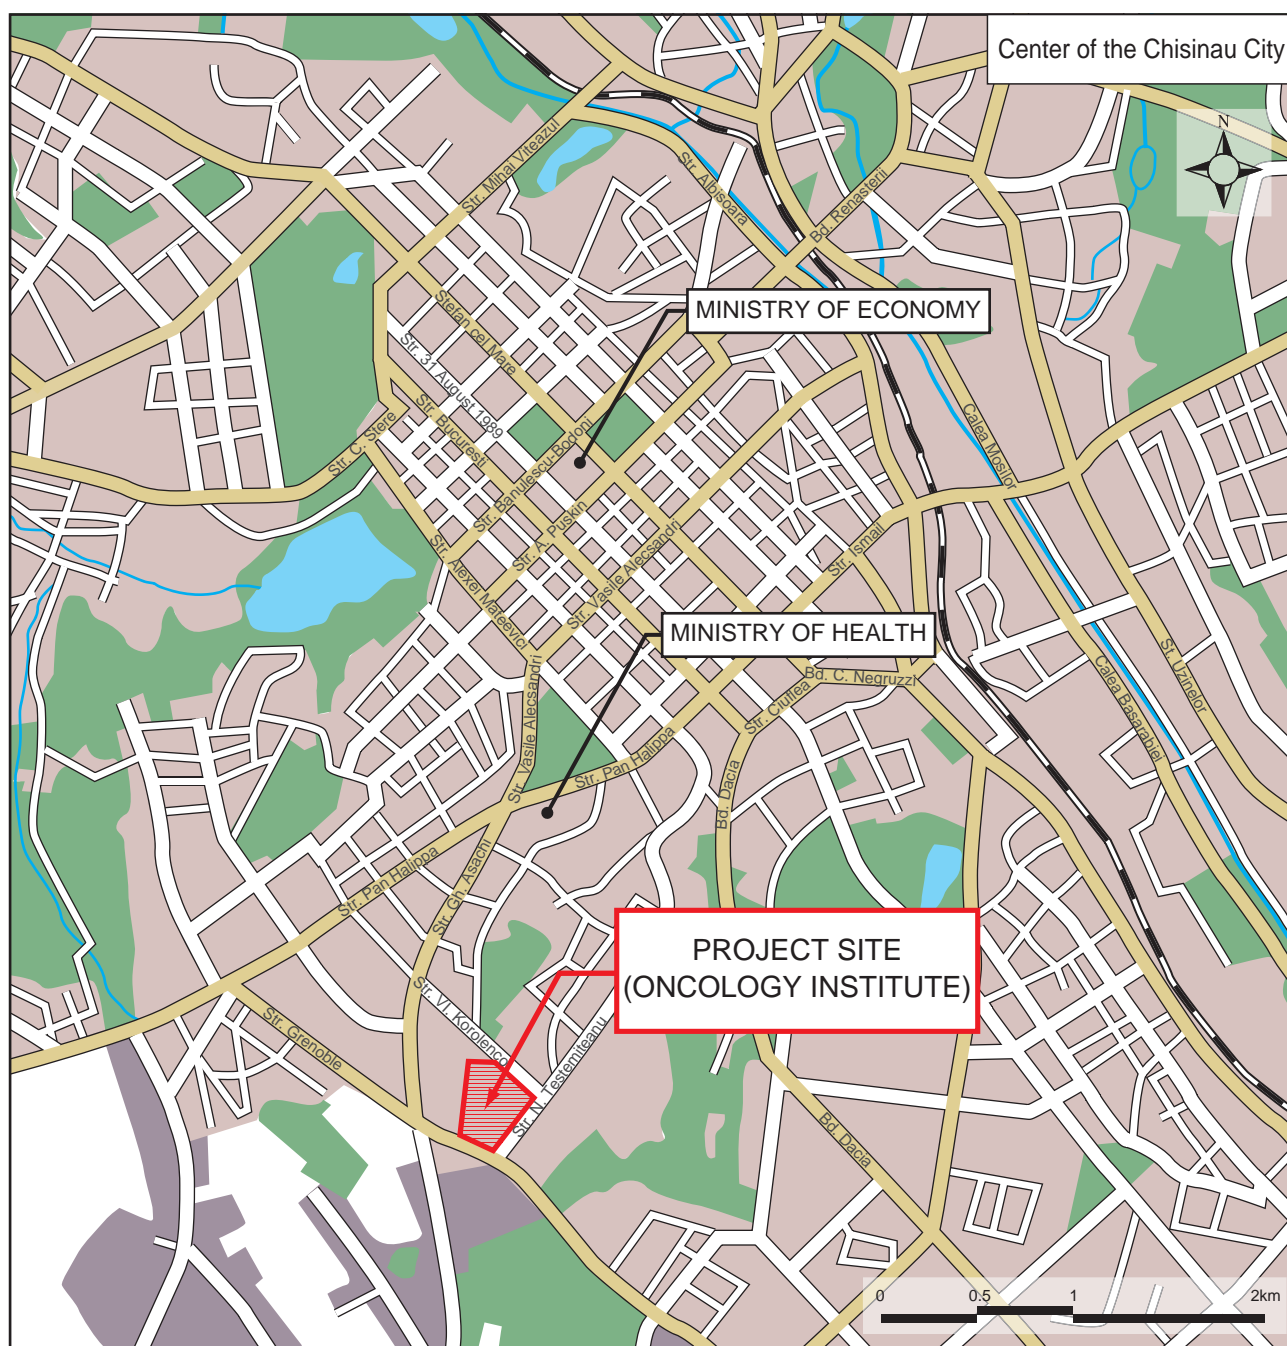 Center of the Chisinau City
N
Str. Mihai Viteazul
Str. Albisoara
Bd. Renasterii
MINISTRY OF ECONOMY
Stefan cel Mare
Str. 31 August 1989
Str. Bucuresti
Str. C. Stere
Str. Banulescu-Bodoni
Calea Mosilor
Str. A. Puskin
Str. Vasile Alecsandri
Str. Ismail
Str. Alexei Mateevici
MINISTRY OF HEALTH
Bd. C. Negruzzi
Str. Ciuflea
St. Uzinelor
Calea Basarabiei
Str. Vasile Alecsandri
Str. Pan Halippa
Bd. Dacia
Str. Pan Halippa
Str. Gh. Asachi
PROJECT SITE
(ONCOLOGY INSTITUTE)
Str. VI. Korolenco
Str. Grenoble
Str. N. Testemiteanu
Bd. Dacia
0 0.5 1 2km